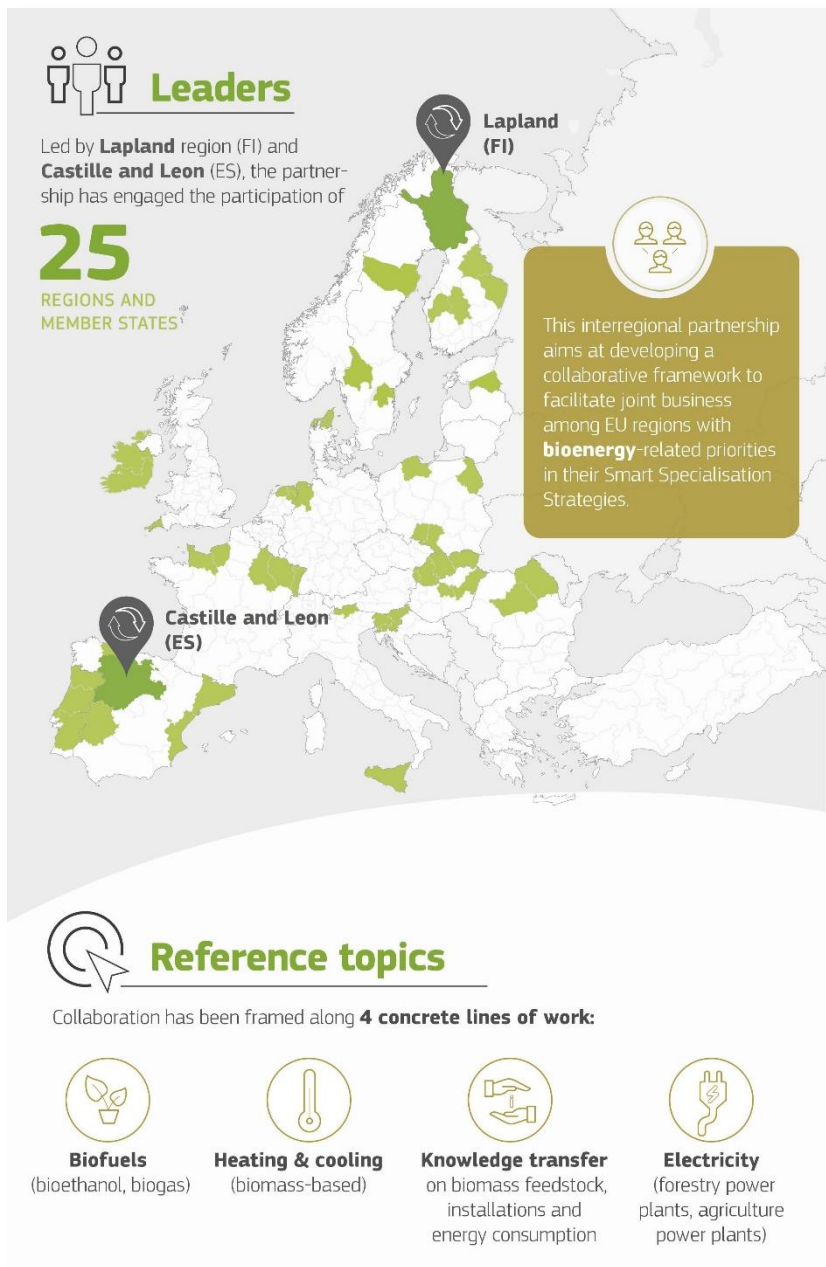 Leaders
Led by Lapland region (FI) and
Castille and Leon (ES), the partner-
ship has engaged the participation of
25
REGIONS AND
MEMBER STATES
Lapland
(FI)
This interregional partnership
aims at developing a
collaborative framework to
facilitate joint business
among EU regions with
bioenergy-related priorities
in their Smart Specialisation
Strategies.
Castille and Leon
(ES)
Reference topics
Collaboration has been framed along 4 concrete lines of work:
Biofuels
(bioethanol, biogas)
Heating & cooling
(biomass-based)
Knowledge transfer
on biomass feedstock,
installations and
energy consumption
Electricity
(forestry power
plants, agriculture
power plants)